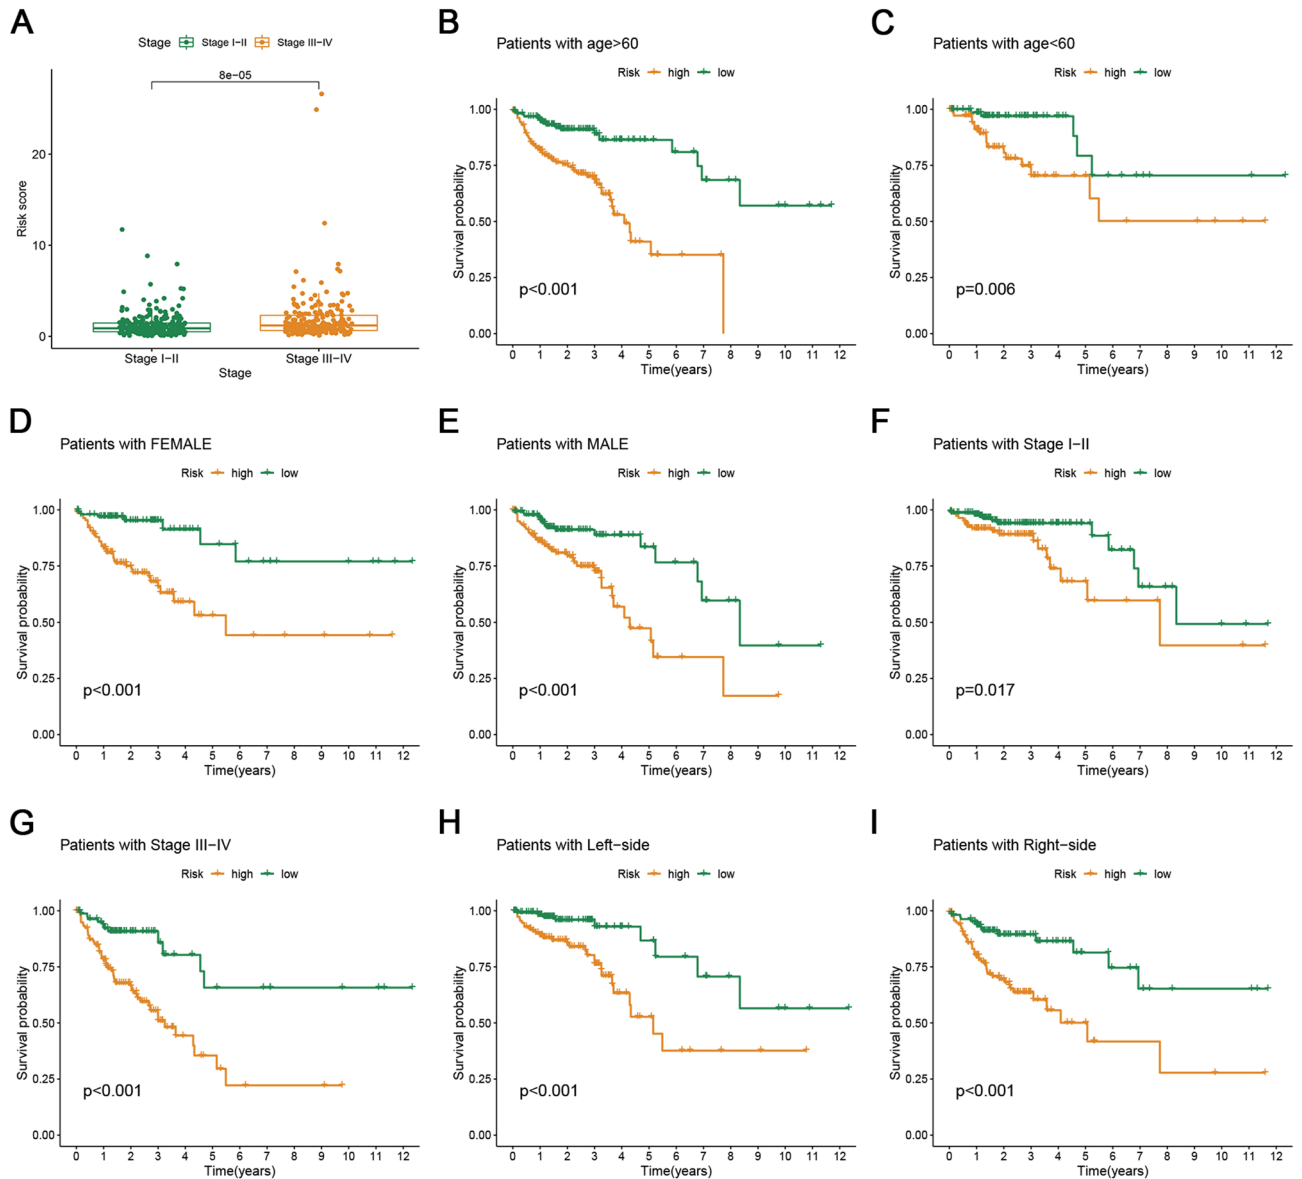 A
Stage Stage I−II Stage III−IV
8e−05
Risk score
20
10
0
Stage I−II Stage III−IV
Stage
B
Patients with age>60
Risk high low
Survival probability
1.00
0.75
0.50
0.25
0.00
p<0.001
0 1 2 3 4 5 6 7 8 9 10 11 12
Time(years)
C
Patients with age<60
Risk high low
Survival probability
1.00
0.75
0.50
0.25
0.00
p=0.006
0 1 2 3 4 5 6 7 8 9 10 11 12
Time(years)
D
Patients with FEMALE
Risk high low
Survival probability
1.00
0.75
0.50
0.25
0.00
p<0.001
0 1 2 3 4 5 6 7 8 9 10 11 12
Time(years)
E
Patients with MALE
Risk high low
Survival probability
1.00
0.75
0.50
0.25
0.00
p<0.001
0 1 2 3 4 5 6 7 8 9 10 11 12
Time(years)
F
Patients with Stage I−II
Risk high low
Survival probability
1.00
0.75
0.50
0.25
0.00
p=0.017
0 1 2 3 4 5 6 7 8 9 10 11 12
Time(years)
G
Patients with Stage III−IV
Risk high low
Survival probability
1.00
0.75
0.50
0.25
0.00
p<0.001
0 1 2 3 4 5 6 7 8 9 10 11 12
Time(years)
H
Patients with Left−side
Risk high low
Survival probability
1.00
0.75
0.50
0.25
0.00
p<0.001
0 1 2 3 4 5 6 7 8 9 10 11 12
Time(years)
I
Patients with Right−side
Risk high low
Survival probability
1.00
0.75
0.50
0.25
0.00
p<0.001
0 1 2 3 4 5 6 7 8 9 10 11 12
Time(years)